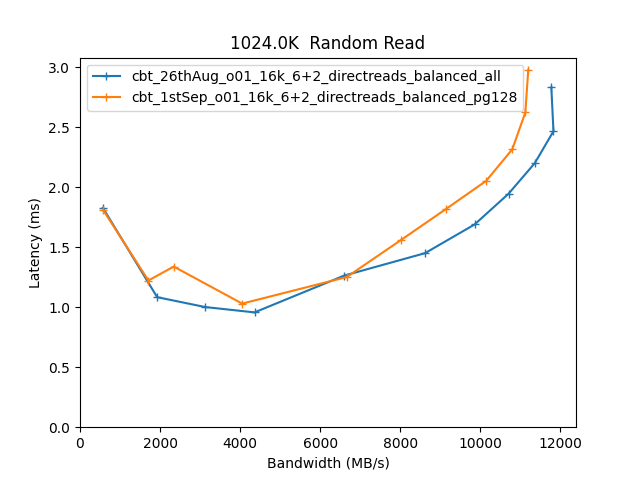 1024.0K  Random Read
cbt_26thAug_o01_16k_6+2_directreads_balanced_all
cbt_1stSep_o01_16k_6+2_directreads_balanced_pg128
3.0
2.5
2.0
1.5
1.0
0.5
0.0
Latency (ms)
0 2000 4000 6000 8000 10000 12000
Bandwidth (MB/s)